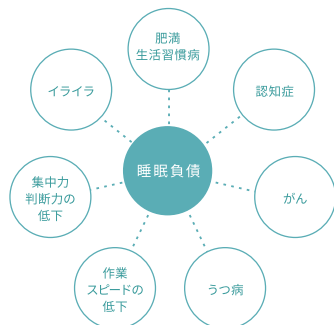 肥満
生活習慣病
イライラ
認知症
睡眠負債
集中力
判断力の
低下
がん
作業
スピードの
低下
うつ病